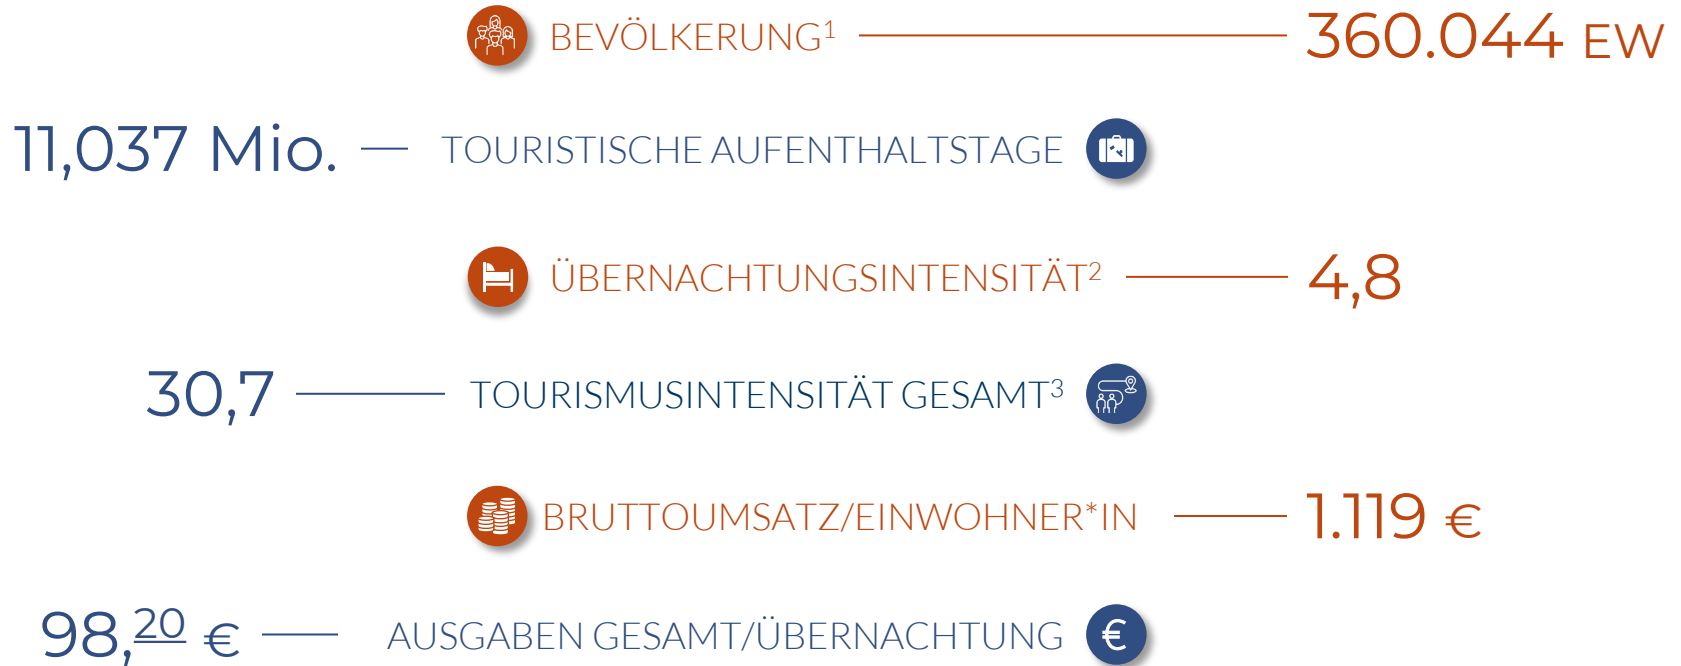 BEVÖLKERUNG¹ 360.044 EW
11,037 Mio. TOURISTISCHE AUFENTHALTSTAGE
ÜBERNACHTUNGSINTENSITÄT² 4,8
30,7 TOURISMUSINTENSITÄT GESAMT³
BRUTTOUMSATZ/EINWOHNER*IN 1.119 €
98,20 € AUSGABEN GESAMT/ÜBERNACHTUNG €